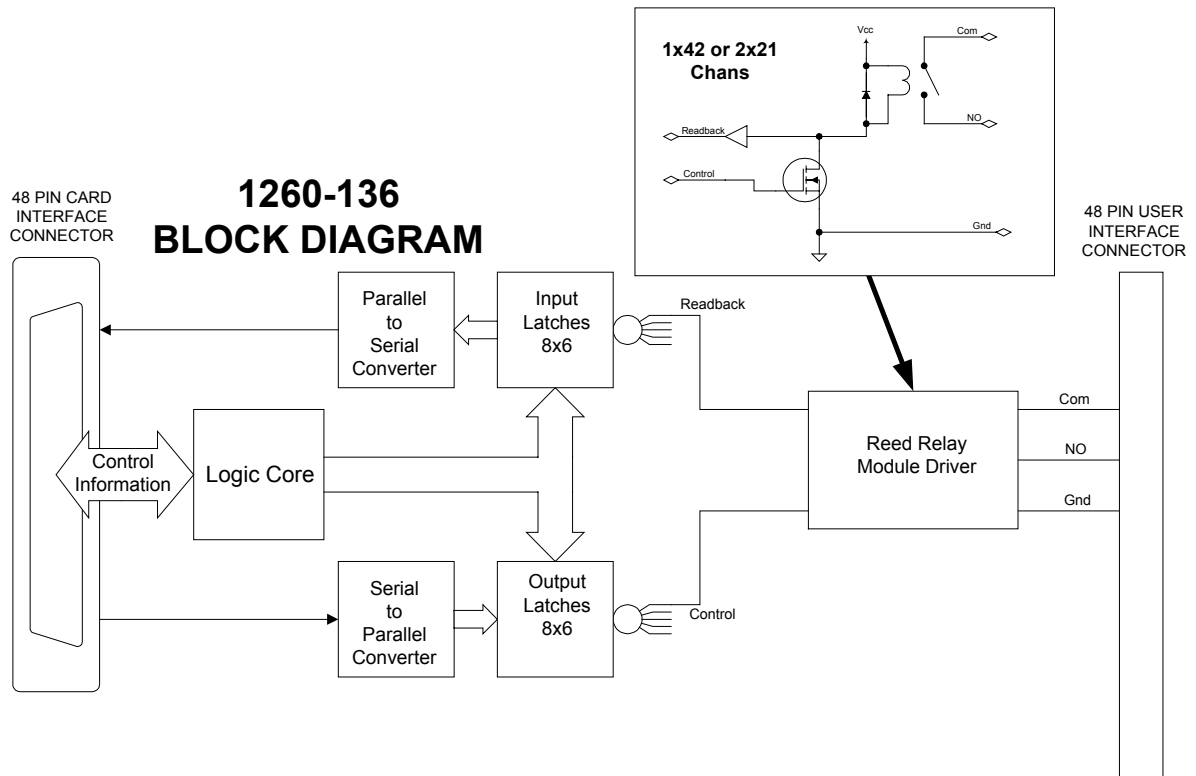 1x42 or 2x21
Chans
Vcc
Com
NO
Readback
Control
Gnd
1260-136
BLOCK DIAGRAM
48 PIN CARD
INTERFACE
CONNECTOR
48 PIN USER
INTERFACE
CONNECTOR
Parallel
to
Serial
Converter
Input
Latches
8x6
Readback
Control
Information
Logic Core
Reed Relay
Module Driver
Com
NO
Gnd
Serial
to
Parallel
Converter
Output
Latches
8x6
Control